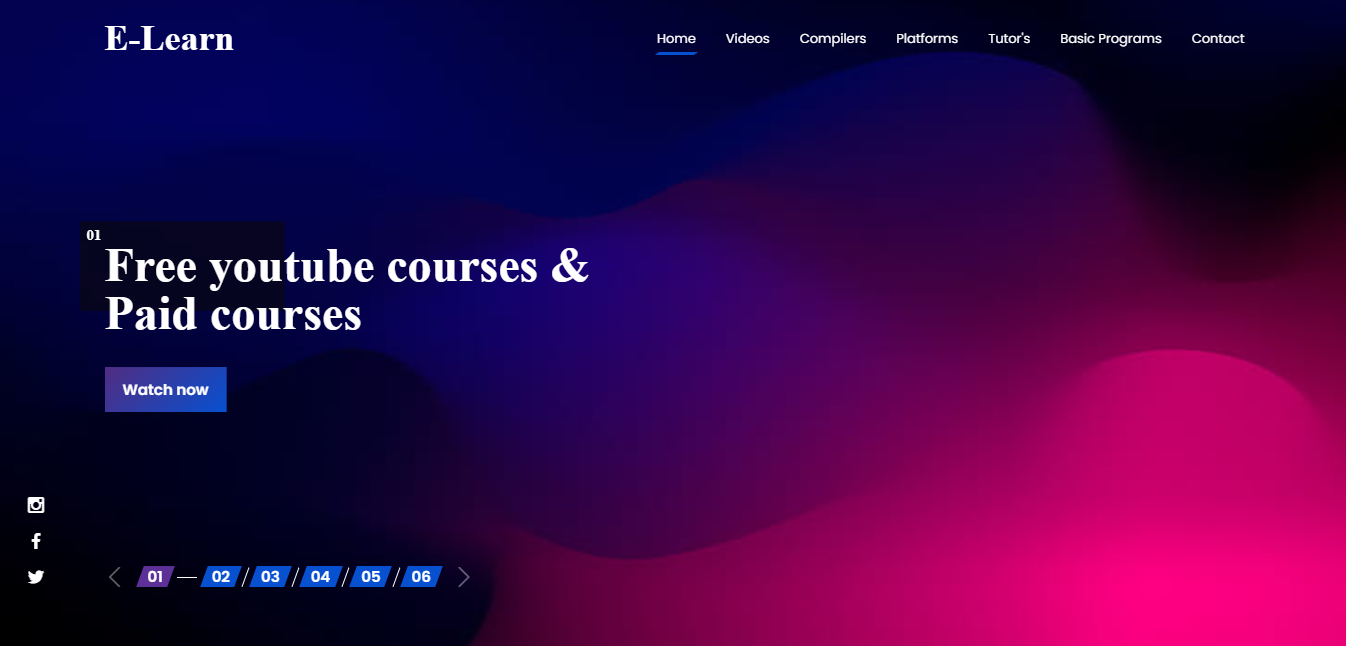 E-Learn
Home Videos Compilers Platforms Tutor's Basic Programs Contact
01
Free youtube courses &
Paid courses
Watch now
01 — 02 / 03 / 04 / 05 / 06